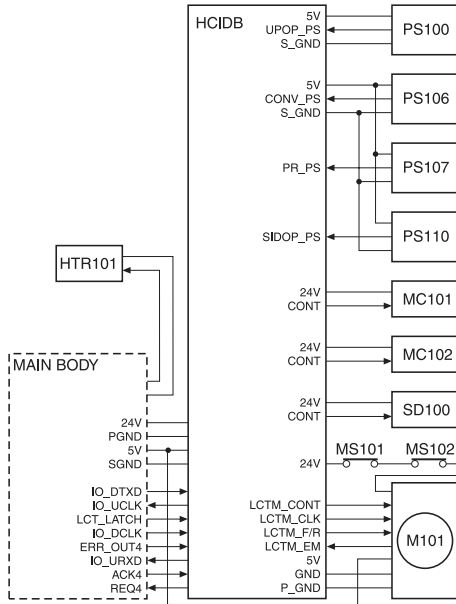 HCIDB
5V
UPOP_PS
S_GND
PS100
5V
CONV_PS
S_GND
PS106
PR_PS
PS107
SIDOP_PS
PS110
HTR101
24V
CONT
MC101
24V
CONT
MC102
24V
CONT
SD100
MAIN BODY
24V
PGND
5V
SGND
IO_DTXD
IO_UCLK
LCT_LATCH
IO_DCLK
ERR_OUT4
IO_URXD
ACK4
REQ4
24V
MS101
MS102
LCTM_CONT
LCTM_CLK
LCTM_F/R
LCTM_EM
5V
GND
P_GND
M101